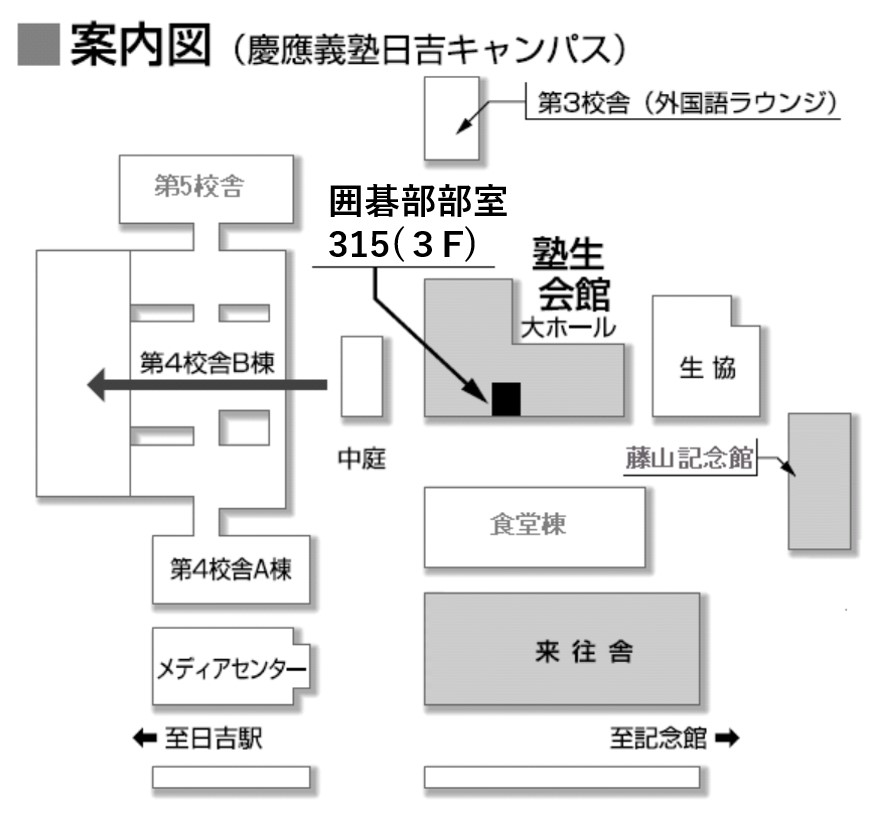 ■案内図（慶應義塾日吉キャンパス）
第3校舎（外国語ラウンジ）
第5校舎
囲碁部部室
315(３F)
塾生
会館
大ホール
第4校舎B棟
生協
中庭
藤山記念館
食堂棟
第4校舎A棟
来往舎
メディアセンター
至日吉駅
至記念館